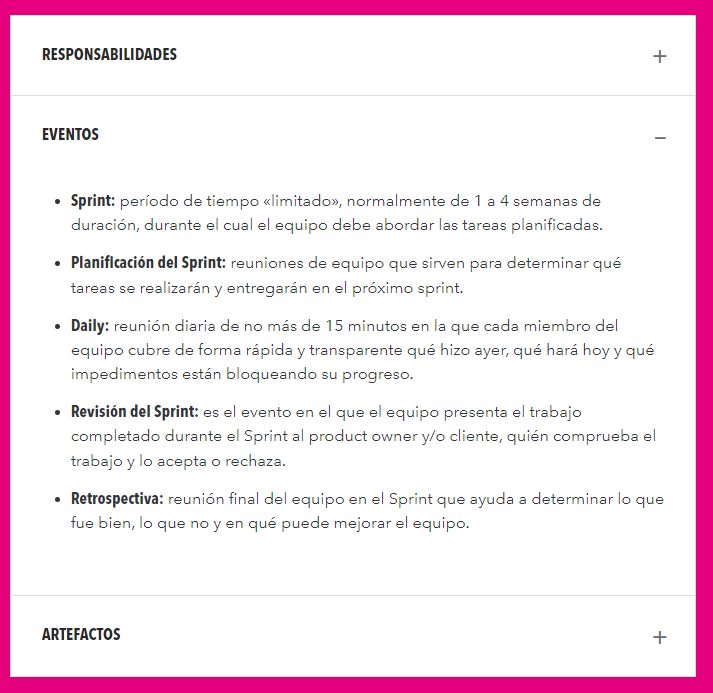 RESPONSABILIDADES +
EVENTOS –
• Sprint: período de tiempo «limitado», normalmente de 1 a 4 semanas de
duración, durante el cual el equipo debe abordar las tareas planificadas.
• Planificación del Sprint: reuniones de equipo que sirven para determinar qué
tareas se realizarán y entregarán en el próximo sprint.
• Daily: reunión diaria de no más de 15 minutos en la que cada miembro del
equipo cubre de forma rápida y transparente qué hizo ayer, qué hará hoy y qué
impedimentos están bloqueando su progreso.
• Revisión del Sprint: es el evento en el que el equipo presenta el trabajo
completado durante el Sprint al product owner y/o cliente, quién comprueba el
trabajo y lo acepta o rechaza.
• Retrospectiva: reunión final del equipo en el Sprint que ayuda a determinar lo que
fue bien, lo que no y en qué puede mejorar el equipo.
ARTEFACTOS +